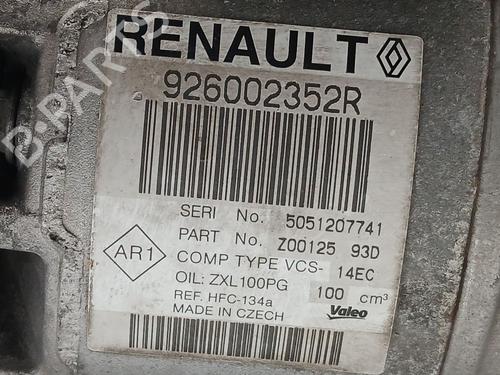 RENAULT
926002352R
SERI No. 5051207741
PART No. Z00125 93D
AR1
COMP TYPE VCS- 14EC
OIL: ZXL100PG 100 cm³
REF. HFC-134a
MADE IN CZECH Valeo
B-PARTS